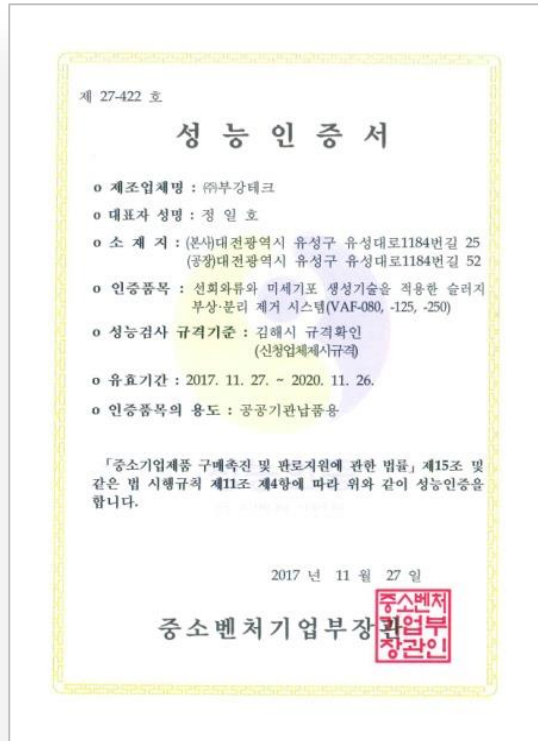 제 27-422 호
성 능 인 증 서
o 제조업체명 : ㈜부강테크
o 대표자 성명 : 정 일 호
o 소 재 지 : (본사)대전광역시 유성구 유성대로1184번길 25
(공장)대전광역시 유성구 유성대로1184번길 52
o 인증품목 : 선회와류와 미세기포 생성기술을 적용한 슬러지
부상·분리 제거 시스템(VAF-080, -125, -250)
o 성능검사 규격기준 : 김해시 규격확인
(신청업체제시규격)
o 유효기간 : 2017. 11. 27. ~ 2020. 11. 26.
o 인증품목의 용도 : 공공기관납품용
「중소기업제품 구매촉진 및 판로지원에 관한 법률」제15조 및
같은 법 시행규칙 제11조 제4항에 따라 위와 같이 성능인증을
합니다.
2017 년 11 월 27 일
중소벤처기업부장관
중소벤처
기업부
장관인